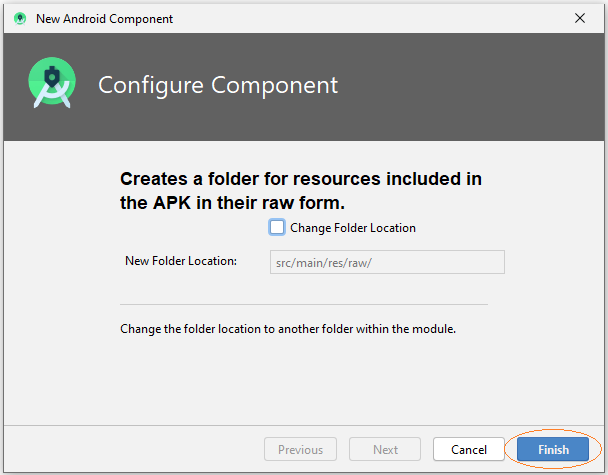 New Android Component
Configure Component
Creates a folder for resources included in
the APK in their raw form.
Change Folder Location
New Folder Location:
src/main/res/raw/
Change the folder location to another folder within the module.
Previous
Next
Cancel
Finish